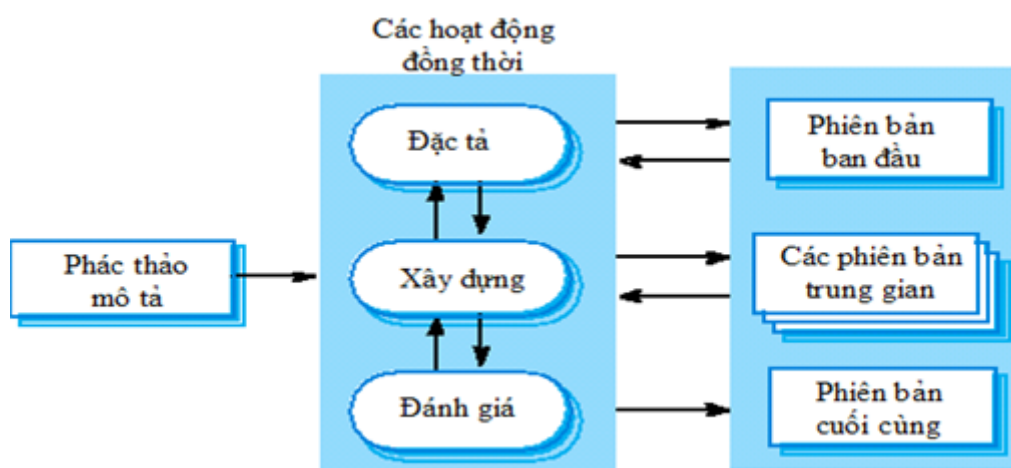 Các hoạt động
đồng thời
Phác thảo
mô tả
Đặc tả
Xây dựng
Đánh giá
Phiên bản
ban đầu
Các phiên bản
trung gian
Phiên bản
cuối cùng